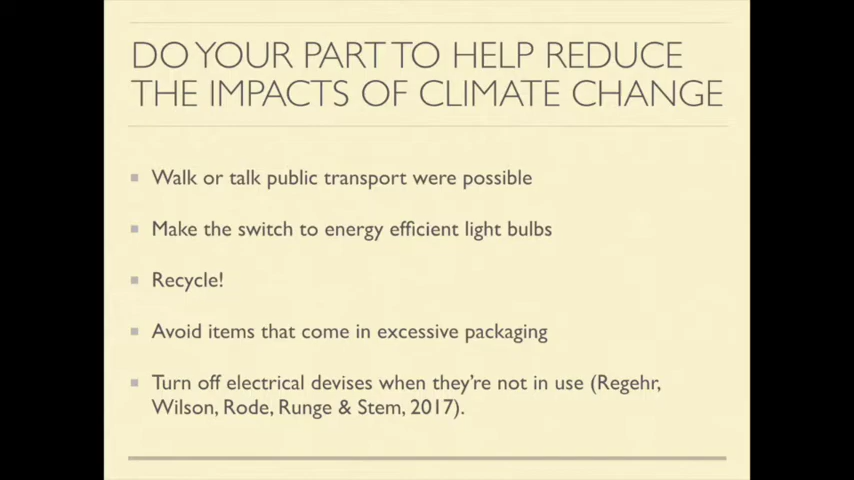 DO YOUR PART TO HELP REDUCE
THE IMPACTS OF CLIMATE CHANGE
Walk or talk public transport were possible
Make the switch to energy efficient light bulbs
Recycle!
Avoid items that come in excessive packaging
Turn off electrical devises when they're not in use (Regehr,
Wilson, Rode, Runge & Stem, 2017).